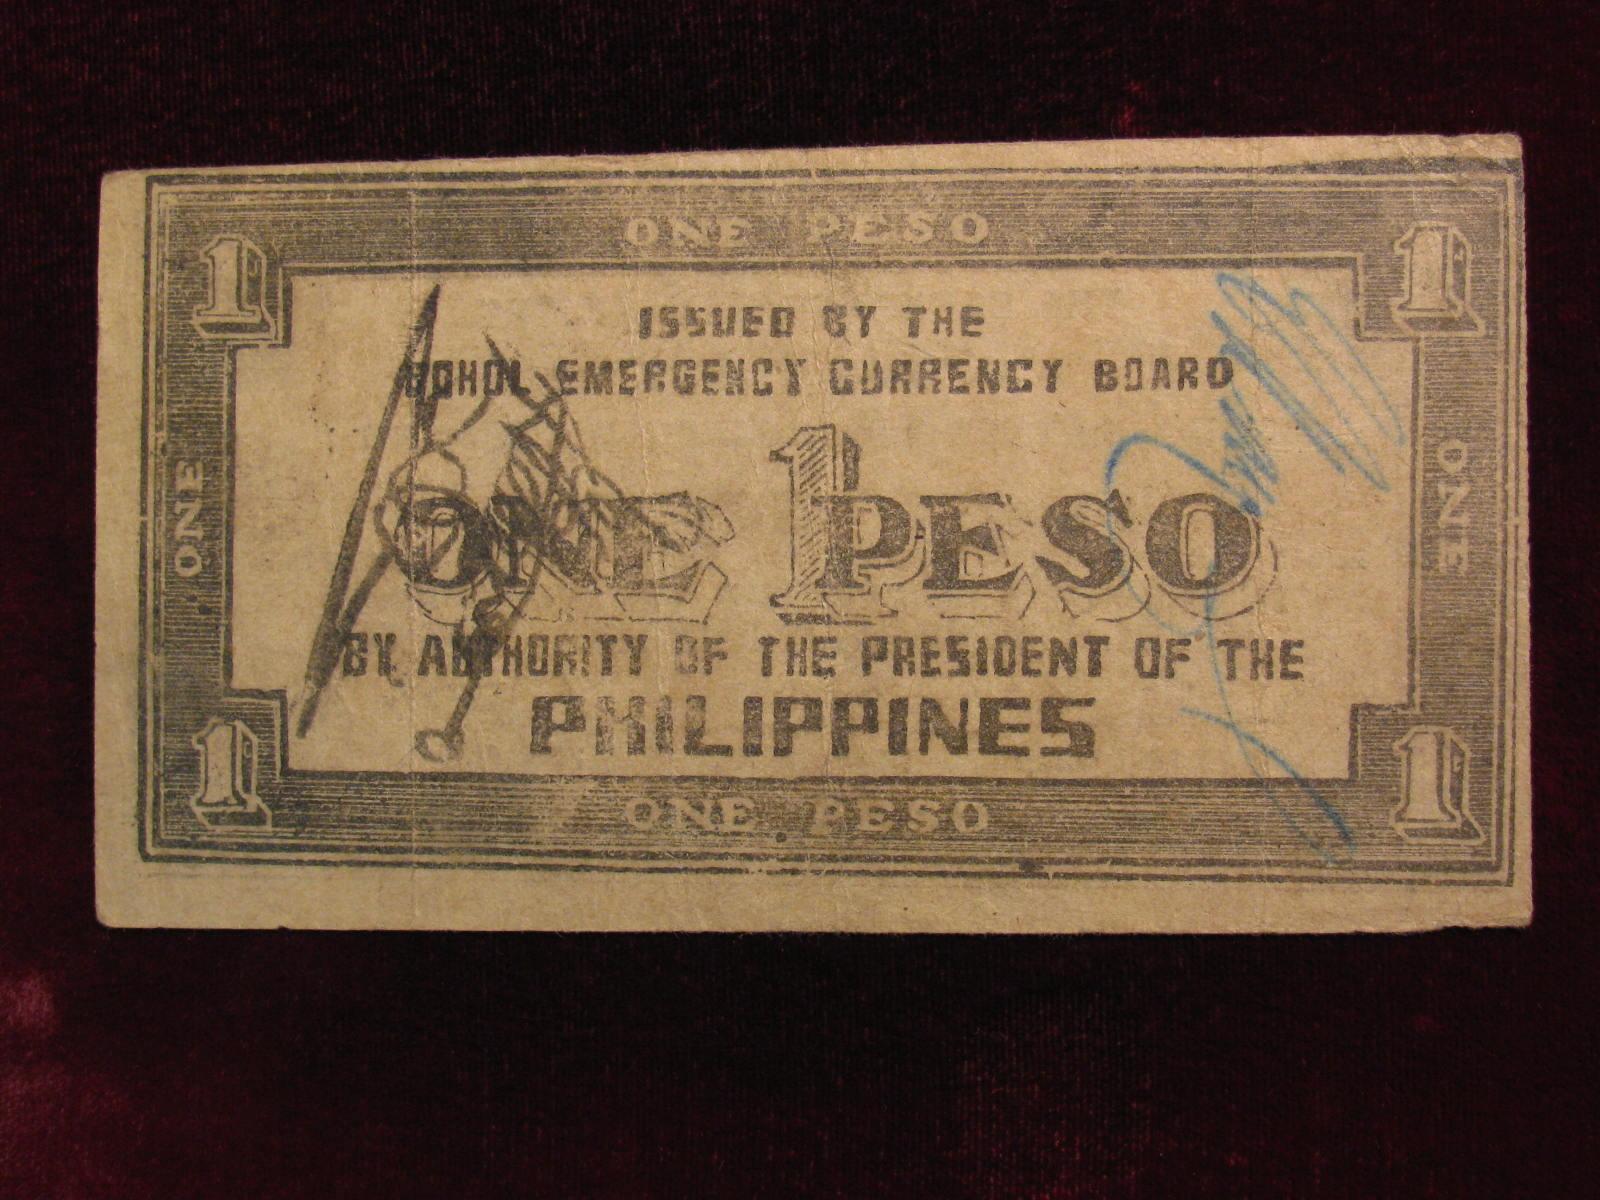 ONE PESO
1 1
ISSUED BY THE
BOHOL EMERGENCY CURRENCY BOARD
ONE 1 PESO
ONE ONE
BY AUTHORITY OF THE PRESIDENT OF THE
PHILIPPINES
1 1
ONE PESO